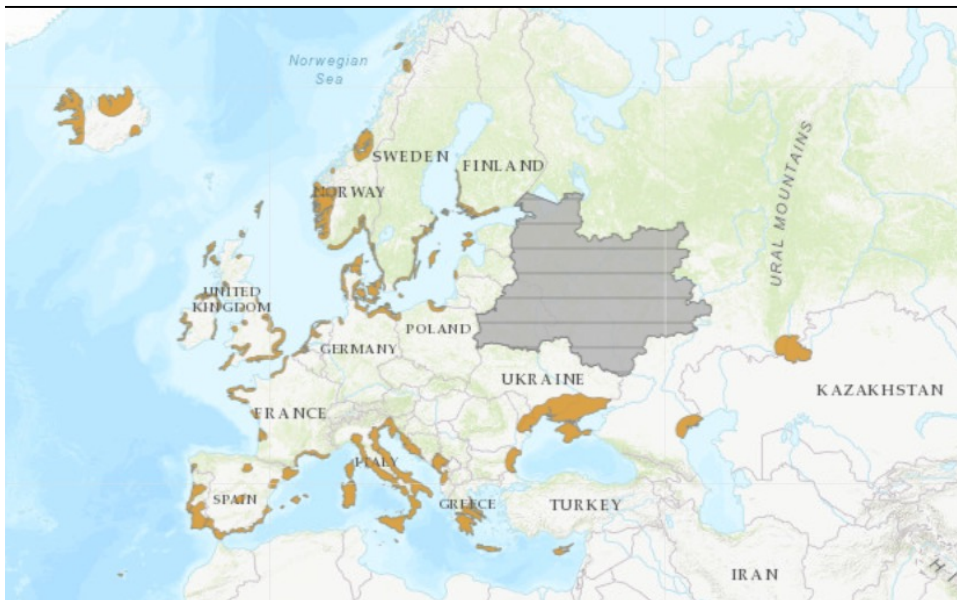 Norwegian
Sea
SWEDEN
FINLAND
NORWAY
URAL MOUNTAINS
UNITED
KINGDOM
POLAND
GERMANY
UKRAINE
KAZAKHSTAN
FRANCE
ITALY
SPAIN
GREECE
TURKEY
IRAN
H I